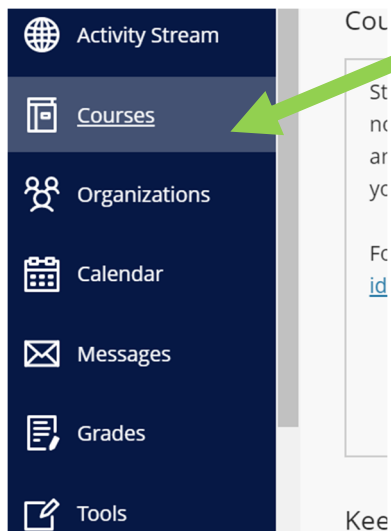 Activity Stream
Courses
Organizations
Calendar
Messages
Grades
Tools